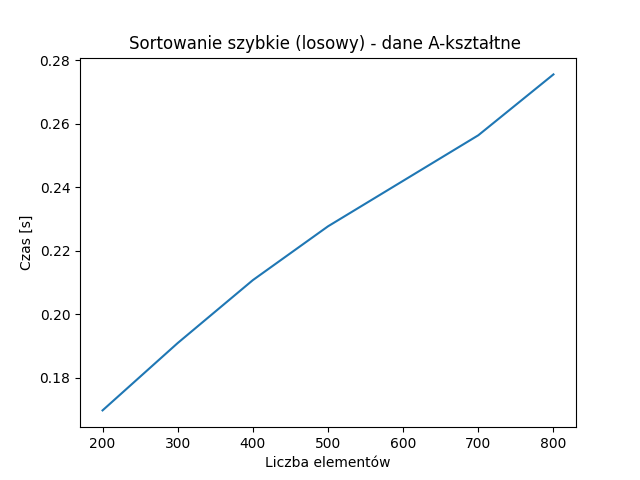 Sortowanie szybkie (losowy) - dane A-kształtne
0.28
0.26
0.24
0.22
0.20
0.18
Czas [s]
200 300 400 500 600 700 800
Liczba elementów